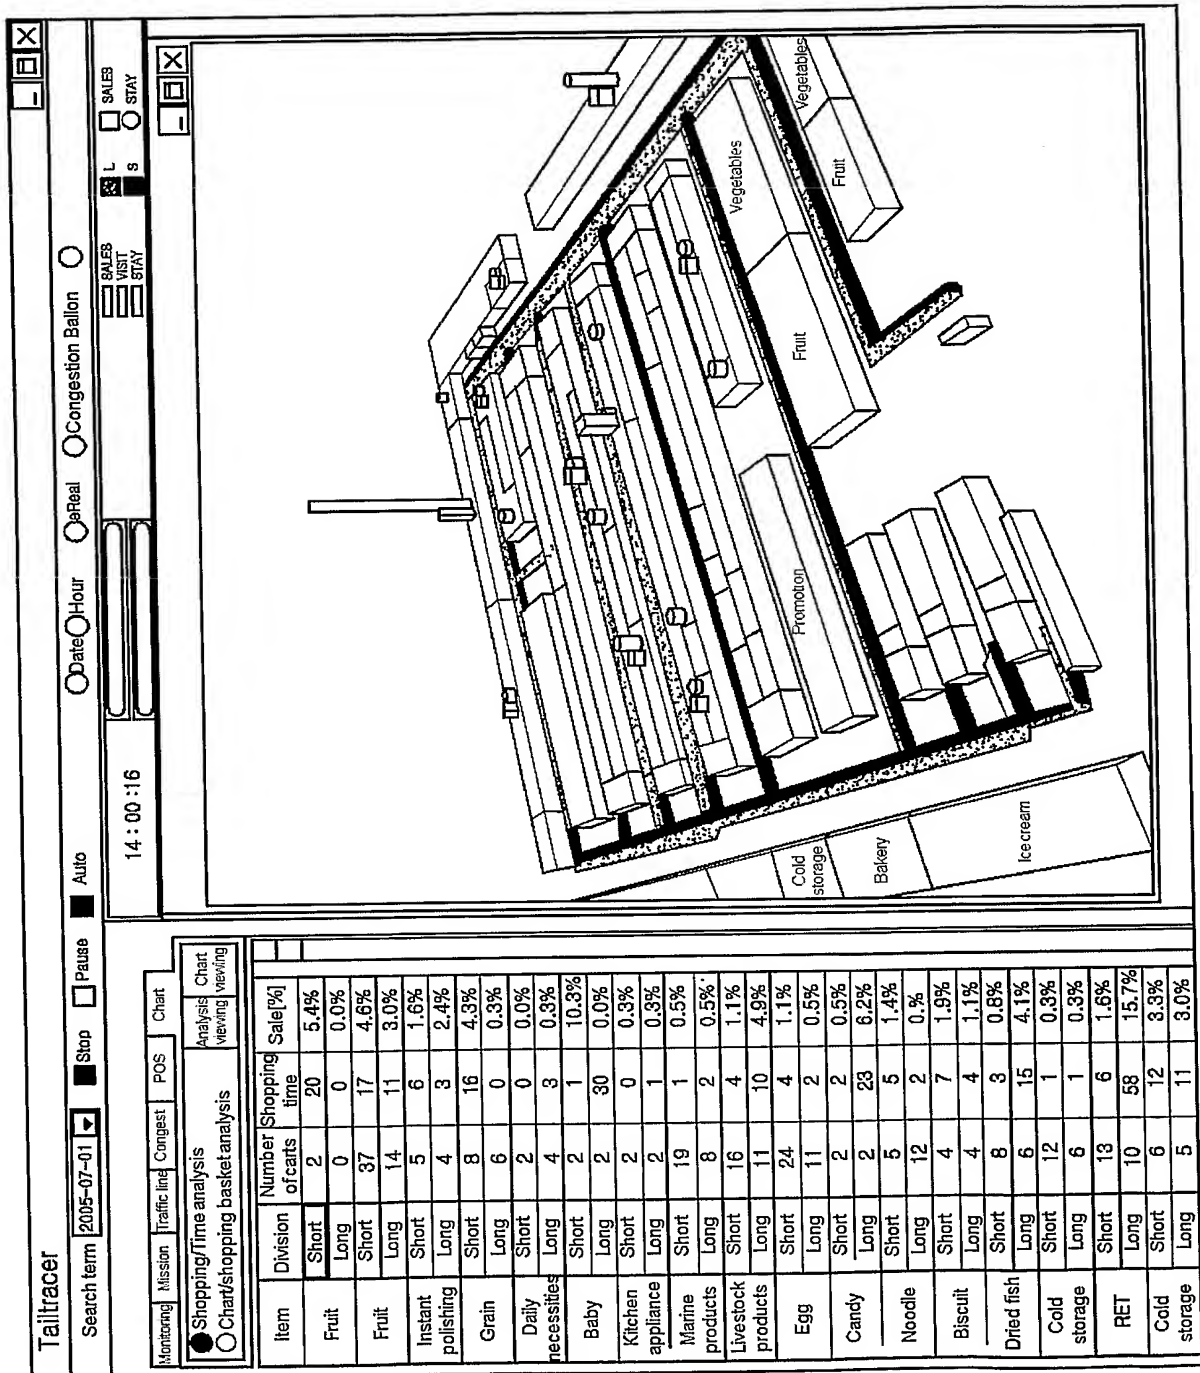 Tailtracer
Search term 2005-07-01 Stop Pause Auto Date Hour eReal Congestion Ballon
14 : 00 :16
SALES
VISIT
STAY
L
S
SALES
STAY
Monitoring Mission Traffic line Congest POS Chart
Shopping/Time analysis
Chart/shopping basket analysis
Analysis viewing
Chart viewing
Item Division Number of carts Shopping time Sale[%]
Fruit Short 2 20 5.4%
Long 0 0 0.0%
Fruit Short 37 17 4.6%
Long 14 11 3.0%
Instant polishing Short 5 6 1.6%
Long 4 3 2.4%
Grain Short 8 16 4.3%
Long 6 0 0.3%
Daily necessities Short 2 0 0.0%
Long 4 3 0.3%
Baby Short 2 1 10.3%
Long 2 30 0.0%
Kitchen appliance Short 2 0 0.3%
Long 2 1 0.3%
Marine products Short 19 1 0.5%
Long 8 2 0.5%
Livestock products Short 16 4 1.1%
Long 11 10 4.9%
Egg Short 24 4 1.1%
Long 11 2 0.5%
Candy Short 2 2 0.5%
Long 2 23 6.2%
Noodle Short 5 5 1.4%
Long 12 2 0.%
Biscuit Short 4 7 1.9%
Long 4 4 1.1%
Dried fish Short 8 3 0.8%
Long 6 15 4.1%
Cold storage Short 12 1 0.3%
Long 6 1 0.3%
RET Short 13 6 1.6%
Long 10 58 15.7%
Cold storage Short 6 12 3.3%
Long 5 11 3.0%
Vegetables
Fruit
Vegetables
Fruit
Promotion
Cold
storage
Bakery
Ice cream